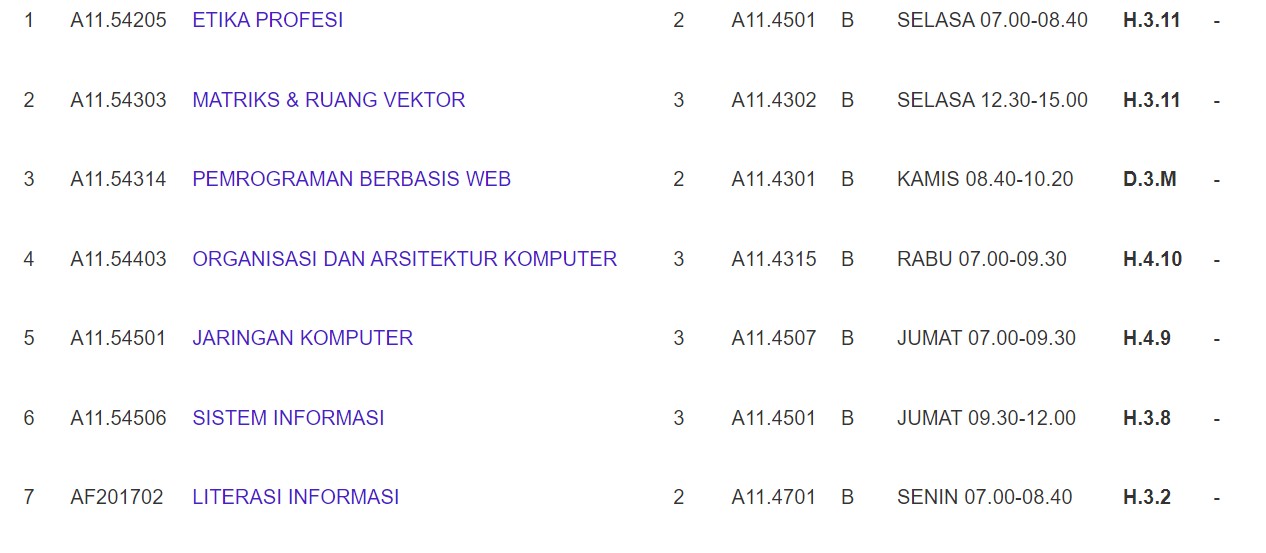 1 A11.54205 ETIKA PROFESI 2 A11.4501 B SELASA 07.00-08.40 H.3.11 -
2 A11.54303 MATRIKS & RUANG VEKTOR 3 A11.4302 B SELASA 12.30-15.00 H.3.11 -
3 A11.54314 PEMROGRAMAN BERBASIS WEB 2 A11.4301 B KAMIS 08.40-10.20 D.3.M -
4 A11.54403 ORGANISASI DAN ARSITEKTUR KOMPUTER 3 A11.4315 B RABU 07.00-09.30 H.4.10 -
5 A11.54501 JARINGAN KOMPUTER 3 A11.4507 B JUMAT 07.00-09.30 H.4.9 -
6 A11.54506 SISTEM INFORMASI 3 A11.4501 B JUMAT 09.30-12.00 H.3.8 -
7 AF201702 LITERASI INFORMASI 2 A11.4701 B SENIN 07.00-08.40 H.3.2 -